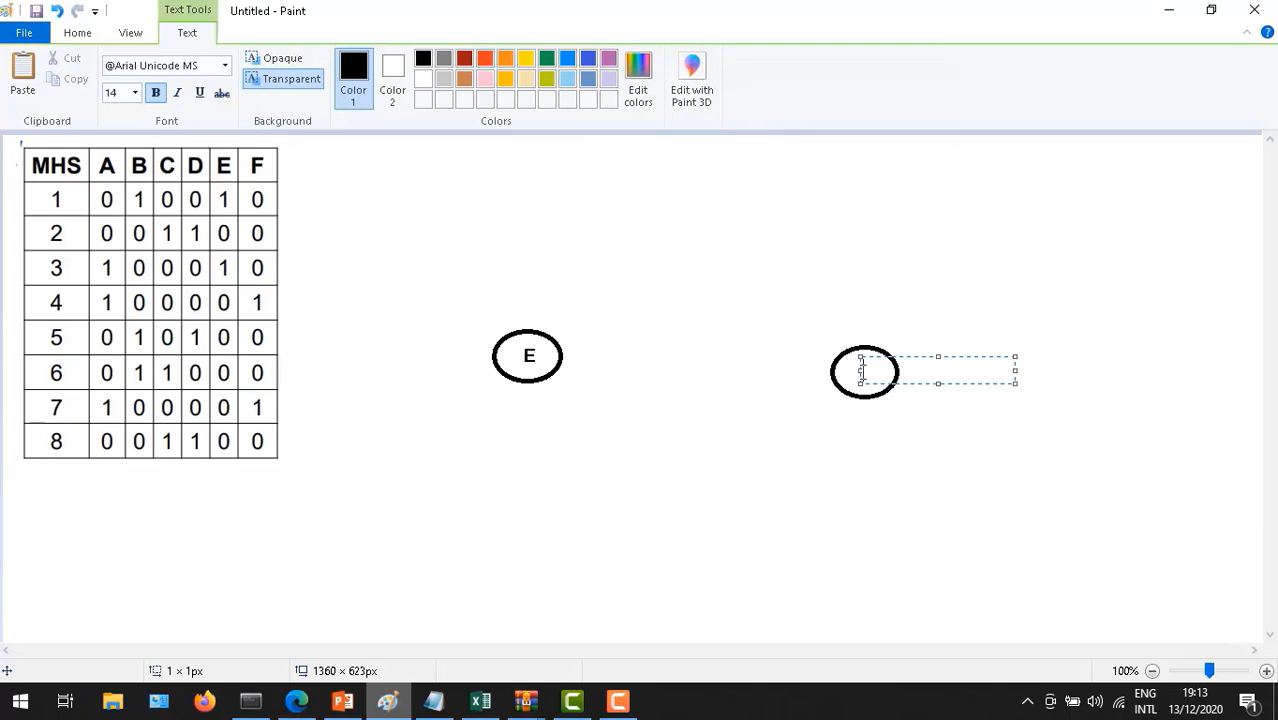 Text Tools
Untitled - Paint
File
Home
View
Text
Paste
Cut
Copy
Clipboard
@Arial Unicode MS
14
B I U abc
Font
Opaque
Transparent
Background
Color 1
Color 2
Edit colors
Colors
Edit with Paint 3D
MHS A B C D E F
1 0 1 0 0 1 0
2 0 0 1 1 0 0
3 1 0 0 0 1 0
4 1 0 0 0 0 1
5 0 1 0 1 0 0
6 0 1 1 0 0 0
7 1 0 0 0 0 1
8 0 0 1 1 0 0
E
1 × 1px
1360 × 623px
100%
ENG
INTL
19:13
13/12/2020
1